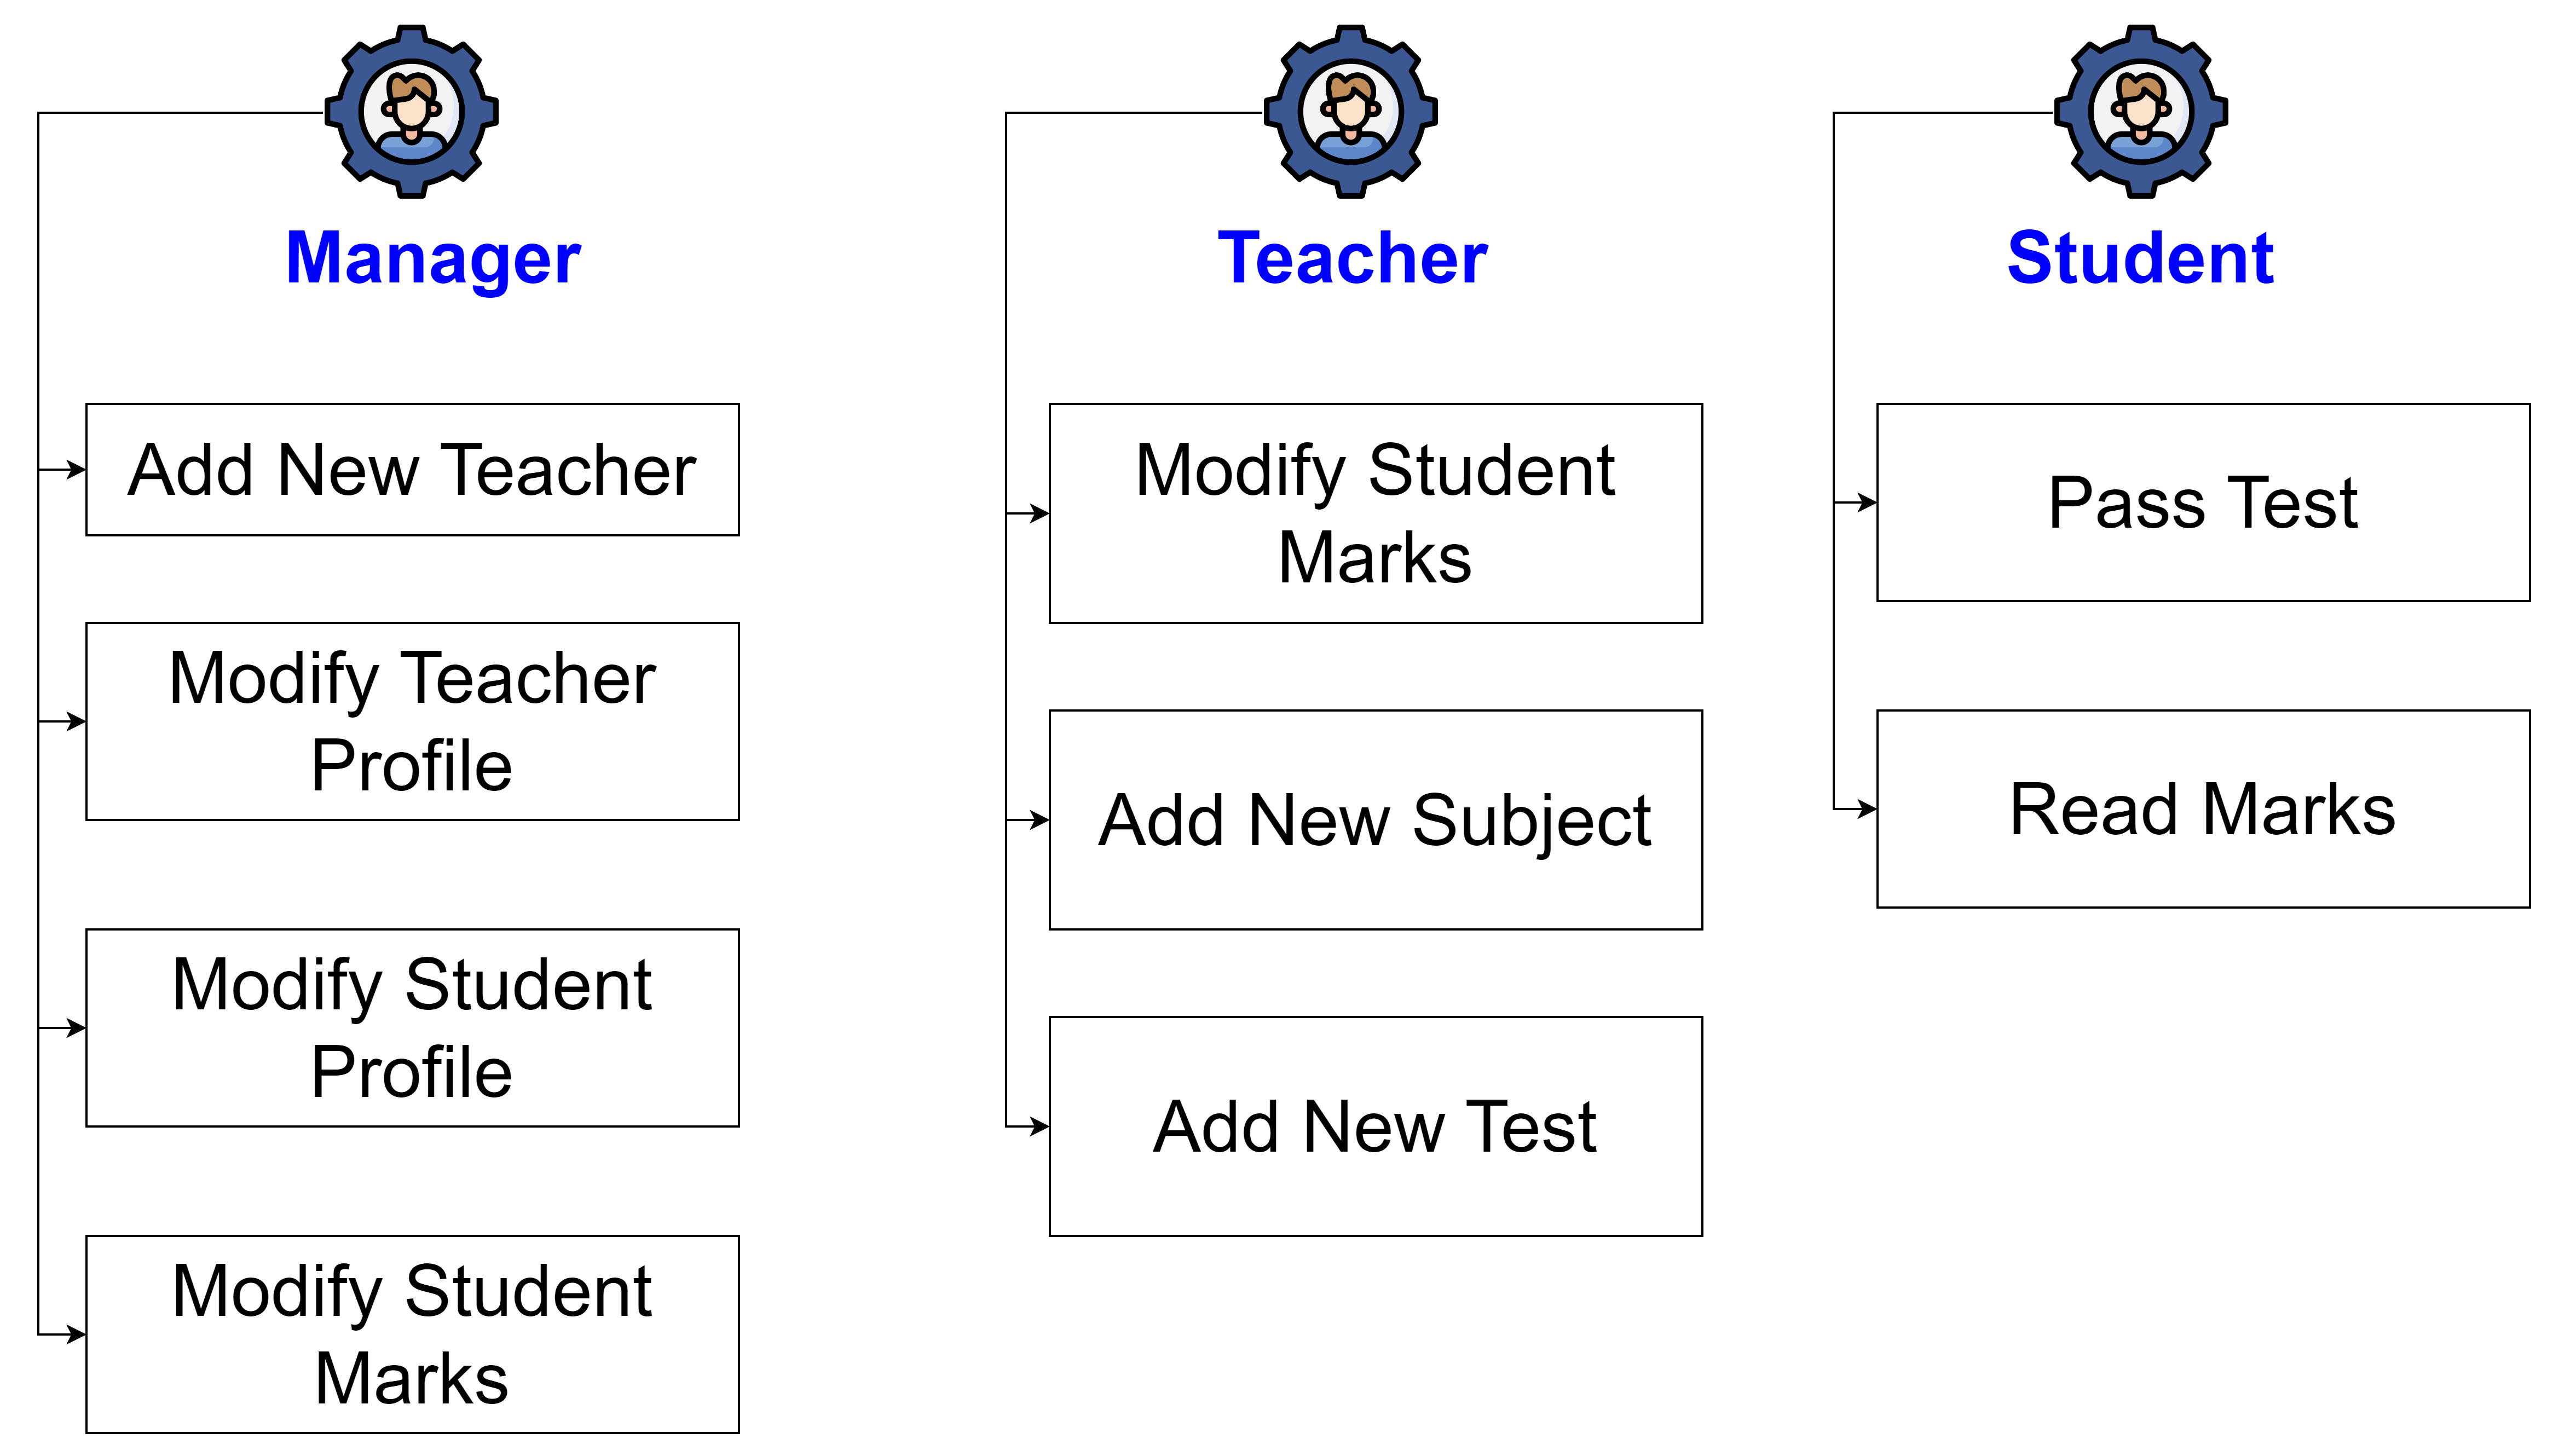 Manager
Add New Teacher
Modify Teacher
Profile
Modify Student
Profile
Modify Student
Marks
Teacher
Modify Student
Marks
Add New Subject
Add New Test
Student
Pass Test
Read Marks